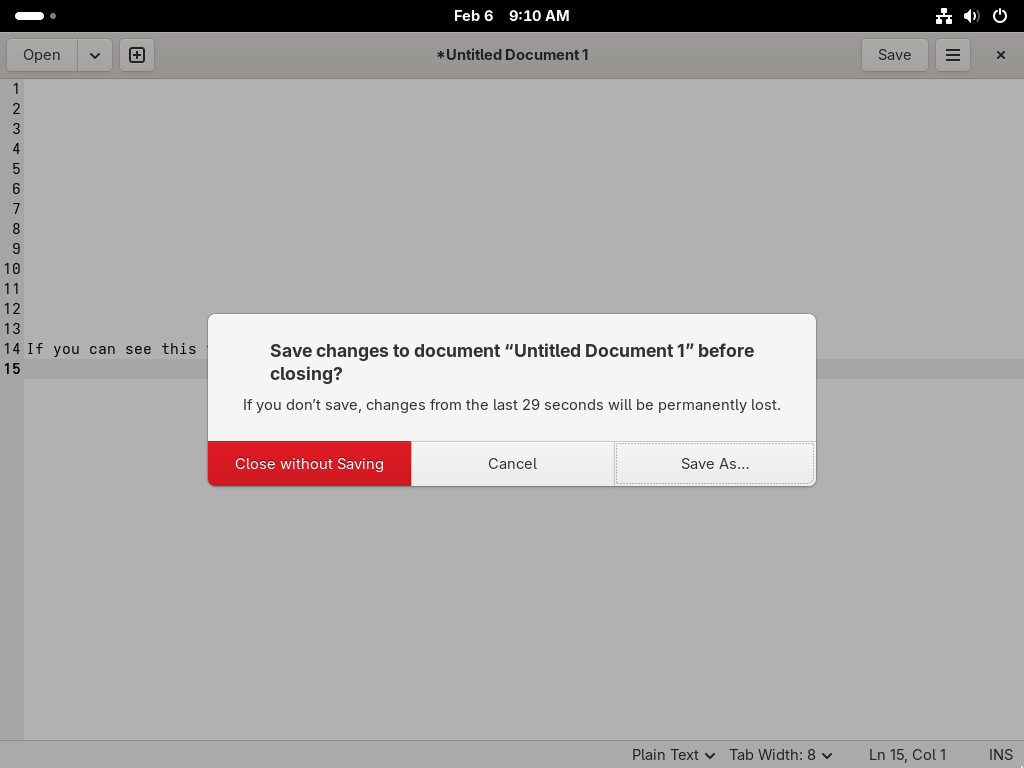 Feb 6 9:10 AM
Open
*Untitled Document 1
Save
1
2
3
4
5
6
7
8
9
10
11
12
13
14 If you can see this
15
Save changes to document “Untitled Document 1” before
closing?
If you don’t save, changes from the last 29 seconds will be permanently lost.
Close without Saving
Cancel
Save As…
Plain Text
Tab Width: 8
Ln 15, Col 1
INS